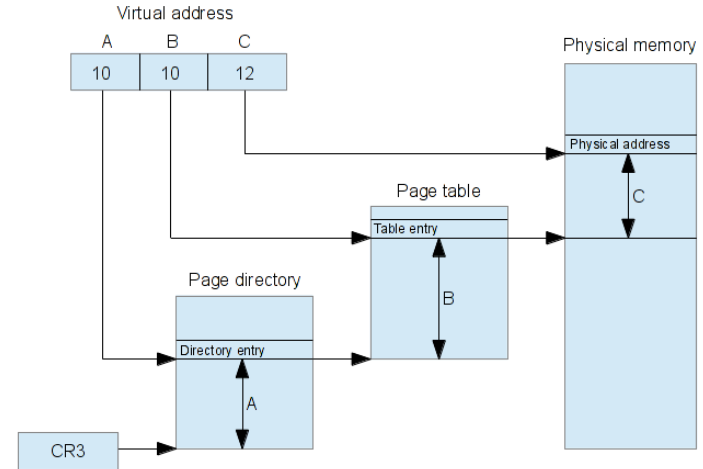 Virtual address
A B C
10 10 12
Physical memory
Physical address
C
Page table
Table entry
B
Page directory
Directory entry
A
CR3